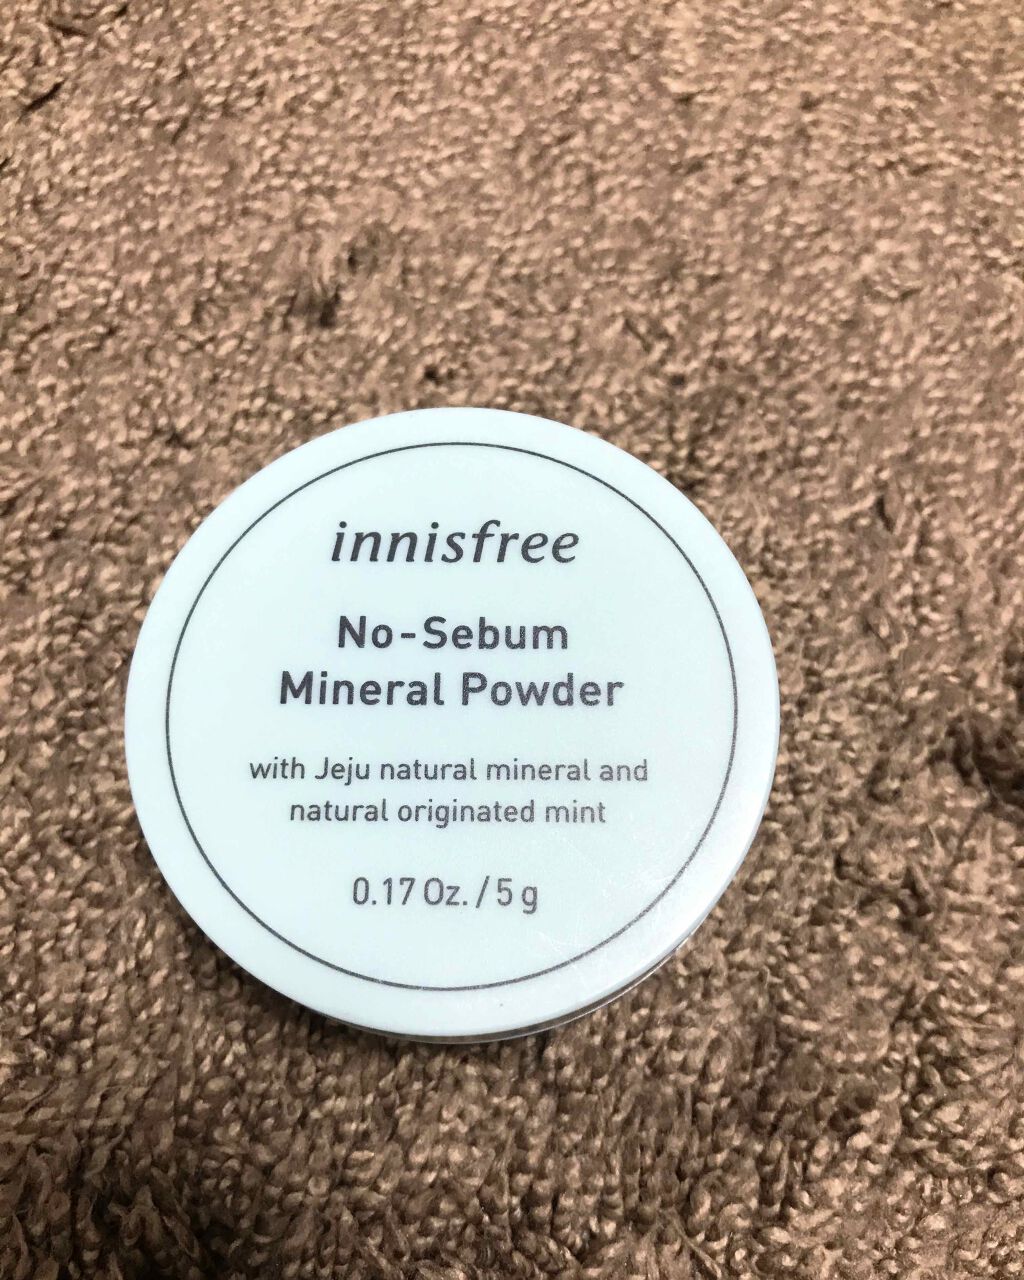 innisfree
No-Sebum
Mineral Powder
with Jeju natural mineral and
natural originated mint
0.17 Oz. / 5 g